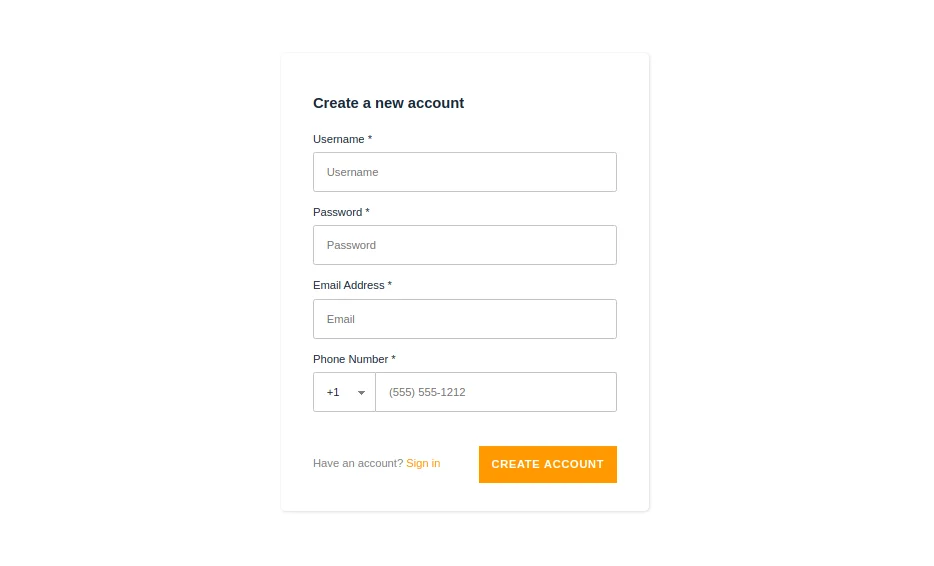 Create a new account
Username *
Username
Password *
Password
Email Address *
Email
Phone Number *
+1 (555) 555-1212
Have an account? Sign in CREATE ACCOUNT